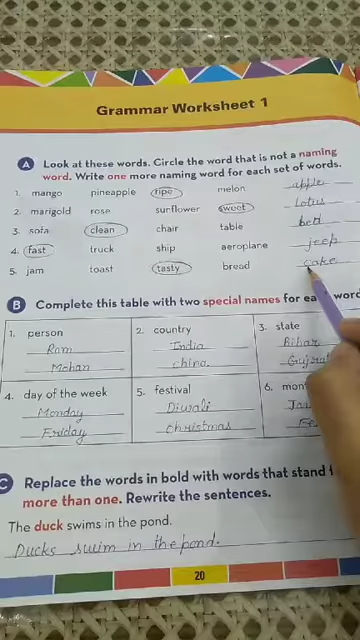 Grammar Worksheet 1
A Look at these words. Circle the word that is not a naming
word. Write one more naming word for each set of words.
1. mango pineapple ripe melon apple
2. marigold rose sunflower sweet Lotus
3. sofa clean chair table bed
4. fast truck ship aeroplane jeep
5. jam toast tasty bread cake
B Complete this table with two special names for each word
1. person 2. country 3. state
Ram India Bihar
Mohan china Gujrat
4. day of the week 5. festival 6. mon
Monday Diwali
Friday christmas
C Replace the words in bold with words that stand f
more than one. Rewrite the sentences.
The duck swims in the pond.
Ducks swim in the pond.
20